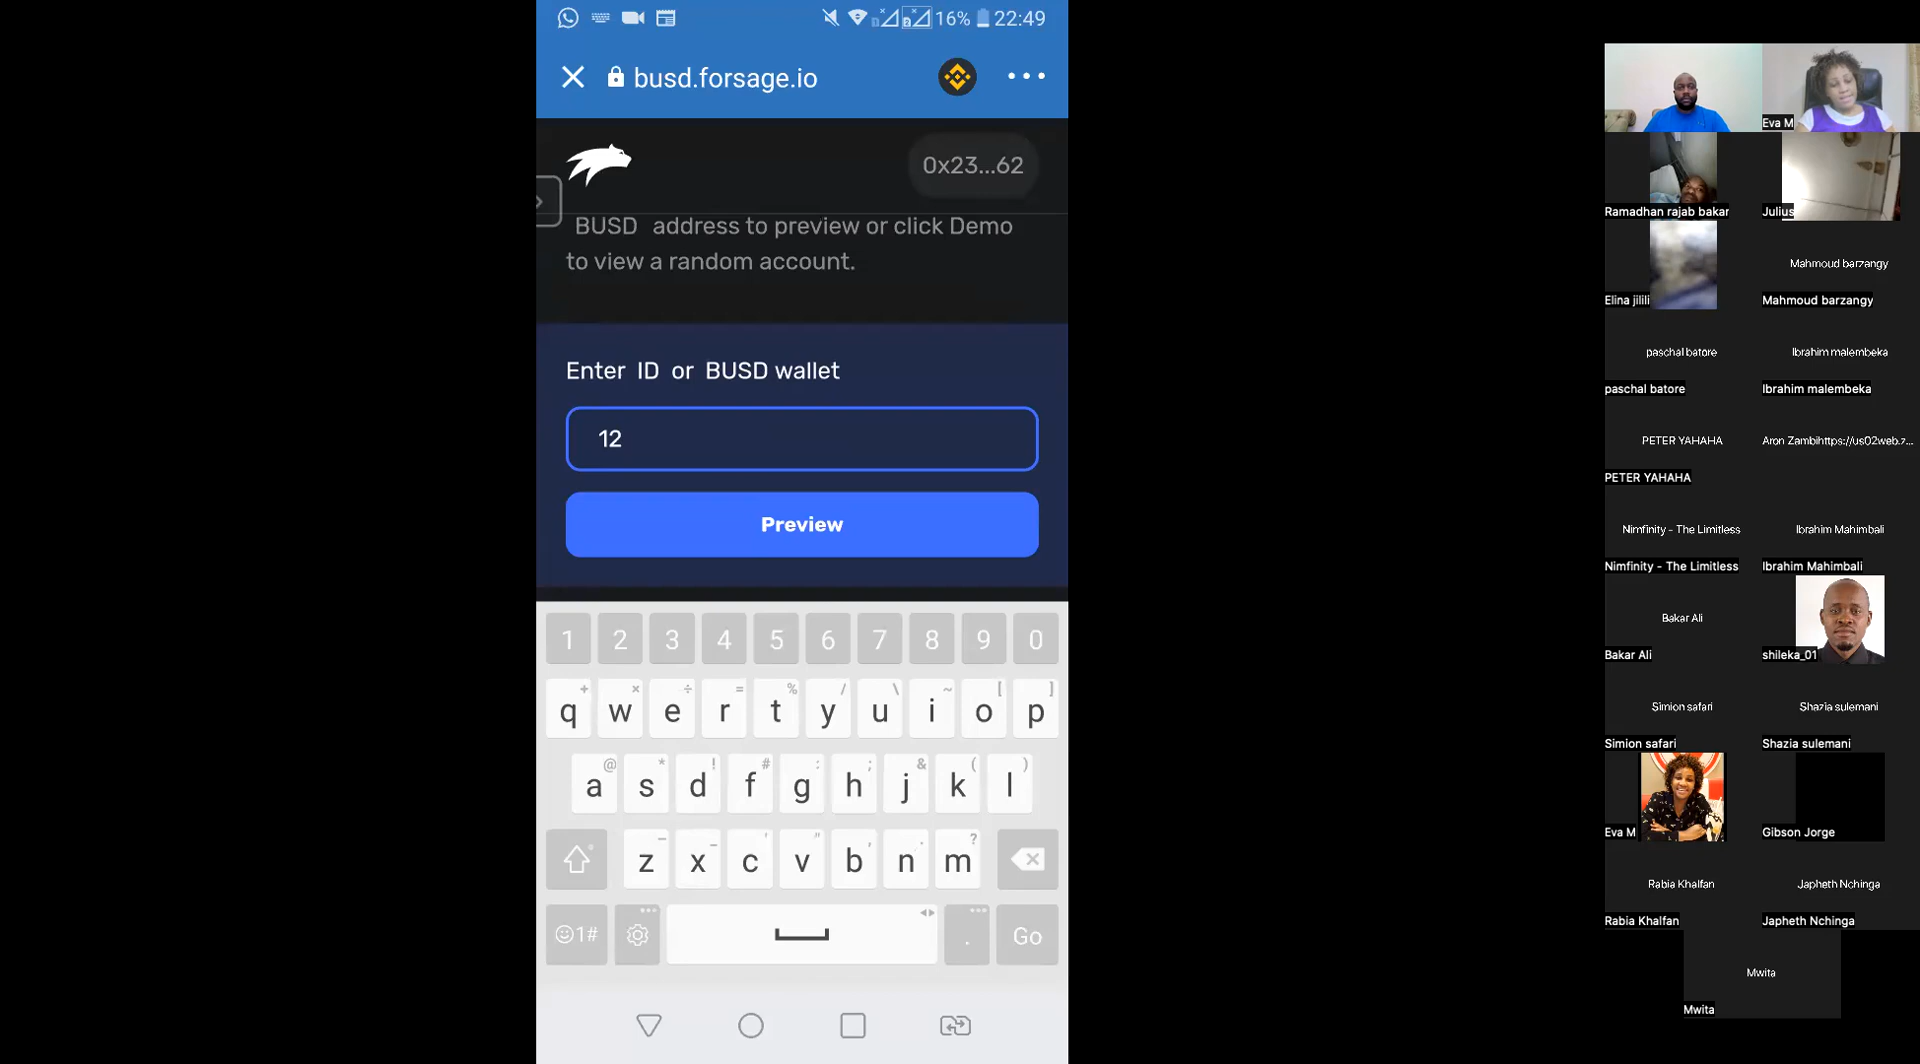 16% 22:49
busd.forsage.io
0x23...62
BUSD address to preview or click Demo
to view a random account.
Enter ID or BUSD wallet
12
Preview
1 2 3 4 5 6 7 8 9 0
q w e r t y u i o p
a s d f g h j k l
z x c v b n m
1# . Go
Eva M
Ramadhan rajab bakar
Julius
Elina jilili
Mahmoud barzangy
Mahmoud barzangy
paschal batore
Ibrahim malembeka
paschal batore
Ibrahim malembeka
PETER YAHAHA
Aron Zambihttps://us02web.z...
PETER YAHAHA
Nimfinity - The Limitless
Ibrahim Mahimbali
Nimfinity - The Limitless
Ibrahim Mahimbali
Bakar Ali
Bakar Ali
shileka_01
Simion safari
Shazia sulemani
Simion safari
Shazia sulemani
Eva M
Gibson Jorge
Rabia Khalfan
Japheth Nchinga
Rabia Khalfan
Japheth Nchinga
Mwita
Mwita